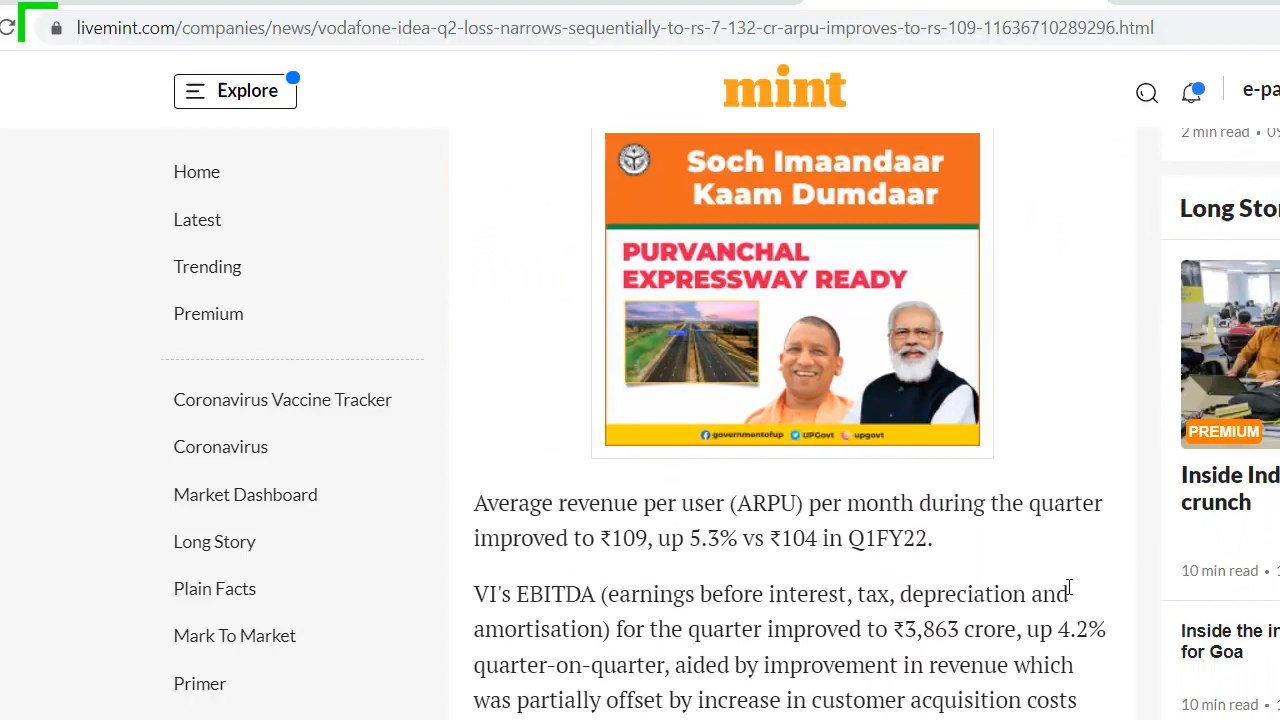 livemint.com/companies/news/vodafone-idea-q2-loss-narrows-sequentially-to-rs-7-132-cr-arpu-improves-to-rs-109-11636710289296.html
Explore
mint
e-pa
Home
Latest
Trending
Premium
Coronavirus Vaccine Tracker
Coronavirus
Market Dashboard
Long Story
Plain Facts
Mark To Market
Primer
Soch Imaandaar
Kaam Dumdaar
PURVANCHAL
EXPRESSWAY READY
governmentofup UPGovt upgovt
Average revenue per user (ARPU) per month during the quarter
improved to ₹109, up 5.3% vs ₹104 in Q1FY22.
VI's EBITDA (earnings before interest, tax, depreciation and
amortisation) for the quarter improved to ₹3,863 crore, up 4.2%
quarter-on-quarter, aided by improvement in revenue which
was partially offset by increase in customer acquisition costs
2 min read • 09
Long Sto
PREMIUM
Inside Ind
crunch
10 min read • 1
Inside the in
for Goa
10 min read • 1